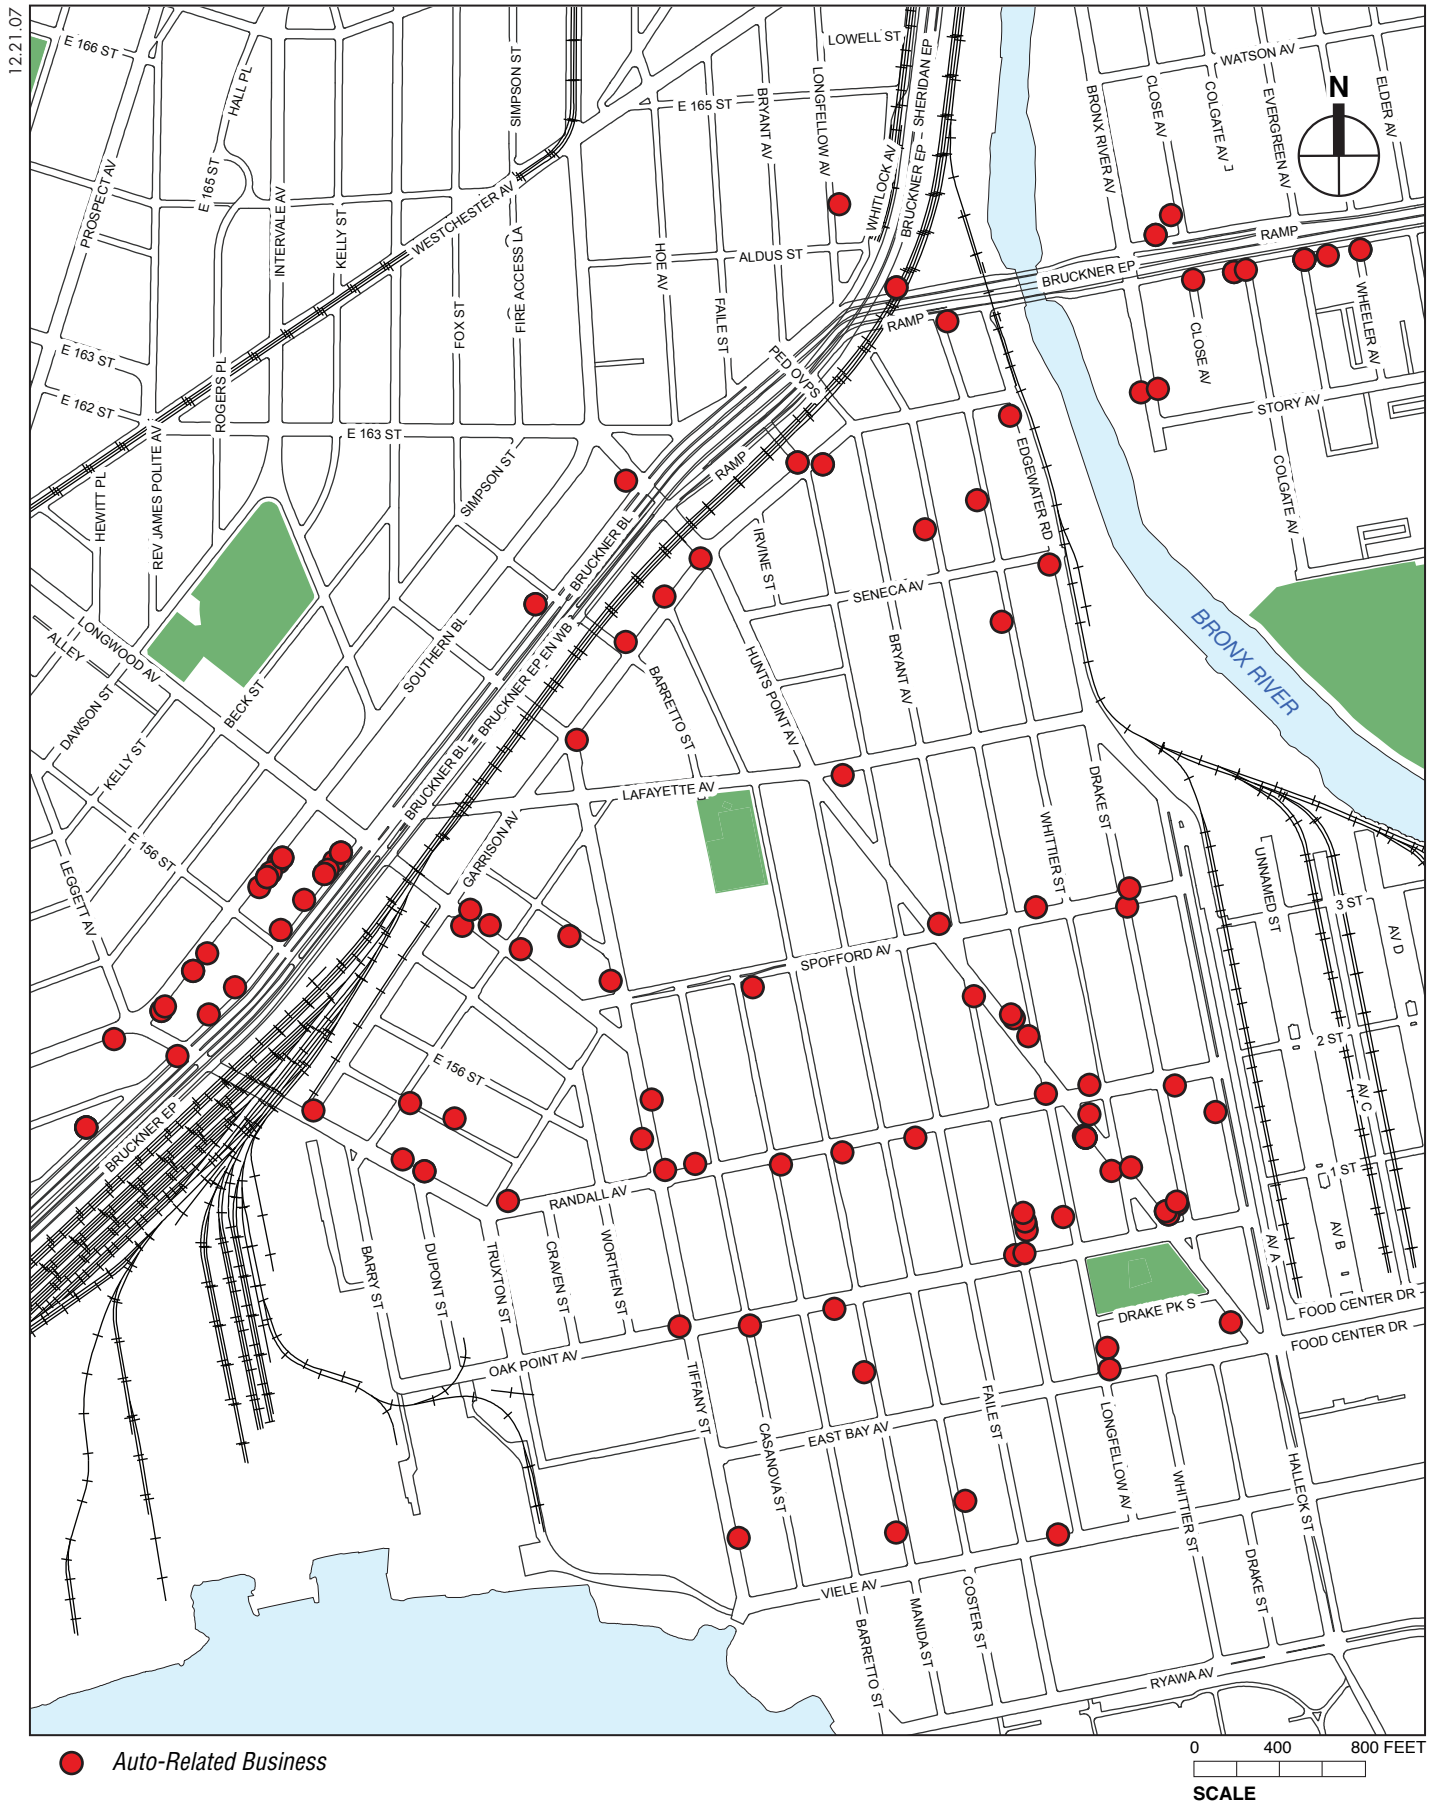 12.21.07
E 166 ST
HALL PL
SIMPSON ST
LOWELL ST
SHERIDAN EP
WATSON AV
E 165 ST
BRYANT AV
LONGFELLOW AV
BRONX RIVER AV
CLOSE AV
COLGATE AV
EVERGREEN AV
ELDER AV
N
PROSPECT AV
E 165 ST
INTERVALE AV
KELLY ST
WESTCHESTER AV
FIRE ACCESS LA
HOE AV
ALDUS ST
WHITLOCK AV
BRUCKNER EP
RAMP
BRUCKNER EP
E 163 ST
FOX ST
FAILE ST
RAMP
CLOSE AV
WHEELER AV
E 162 ST
ROGERS PL
PED OVPS
STORY AV
E 163 ST
REV JAMES POLITE AV
HEWITT PL
SIMPSON ST
RAMP
EDGEWATER RD
COLGATE AV
BRUCKNER BL
IRVINE ST
SENECA AV
LONGWOOD AV
ALLEY
SOUTHERN BL
BRUCKNER EP EN WB
BRYANT AV
BRONX RIVER
DAWSON ST
BECK ST
BARRETTO ST
HUNTS POINT AV
KELLY ST
BRUCKNER BL
LAFAYETTE AV
DRAKE ST
WHITTIER ST
E 156 ST
GARRISON AV
UNNAMED ST
LEGGETT AV
3 ST
AV D
SPOFFORD AV
E 156 ST
2 ST
AV C
BRUCKNER EP
RANDALL AV
1 ST
BARRY ST
DUPONT ST
TRUXTON ST
CRAVEN ST
WORTHEN ST
AV A
AV B
DRAKE PK S
FOOD CENTER DR
FOOD CENTER DR
OAK POINT AV
TIFFANY ST
CASANOVA ST
EAST BAY AV
FAILE ST
LONGFELLOW AV
WHITTIER ST
HALLECK ST
DRAKE ST
VIELE AV
BARRETTO ST
MANIDA ST
COSTER ST
RYAWA AV
Auto-Related Business
0 400 800 FEET
SCALE